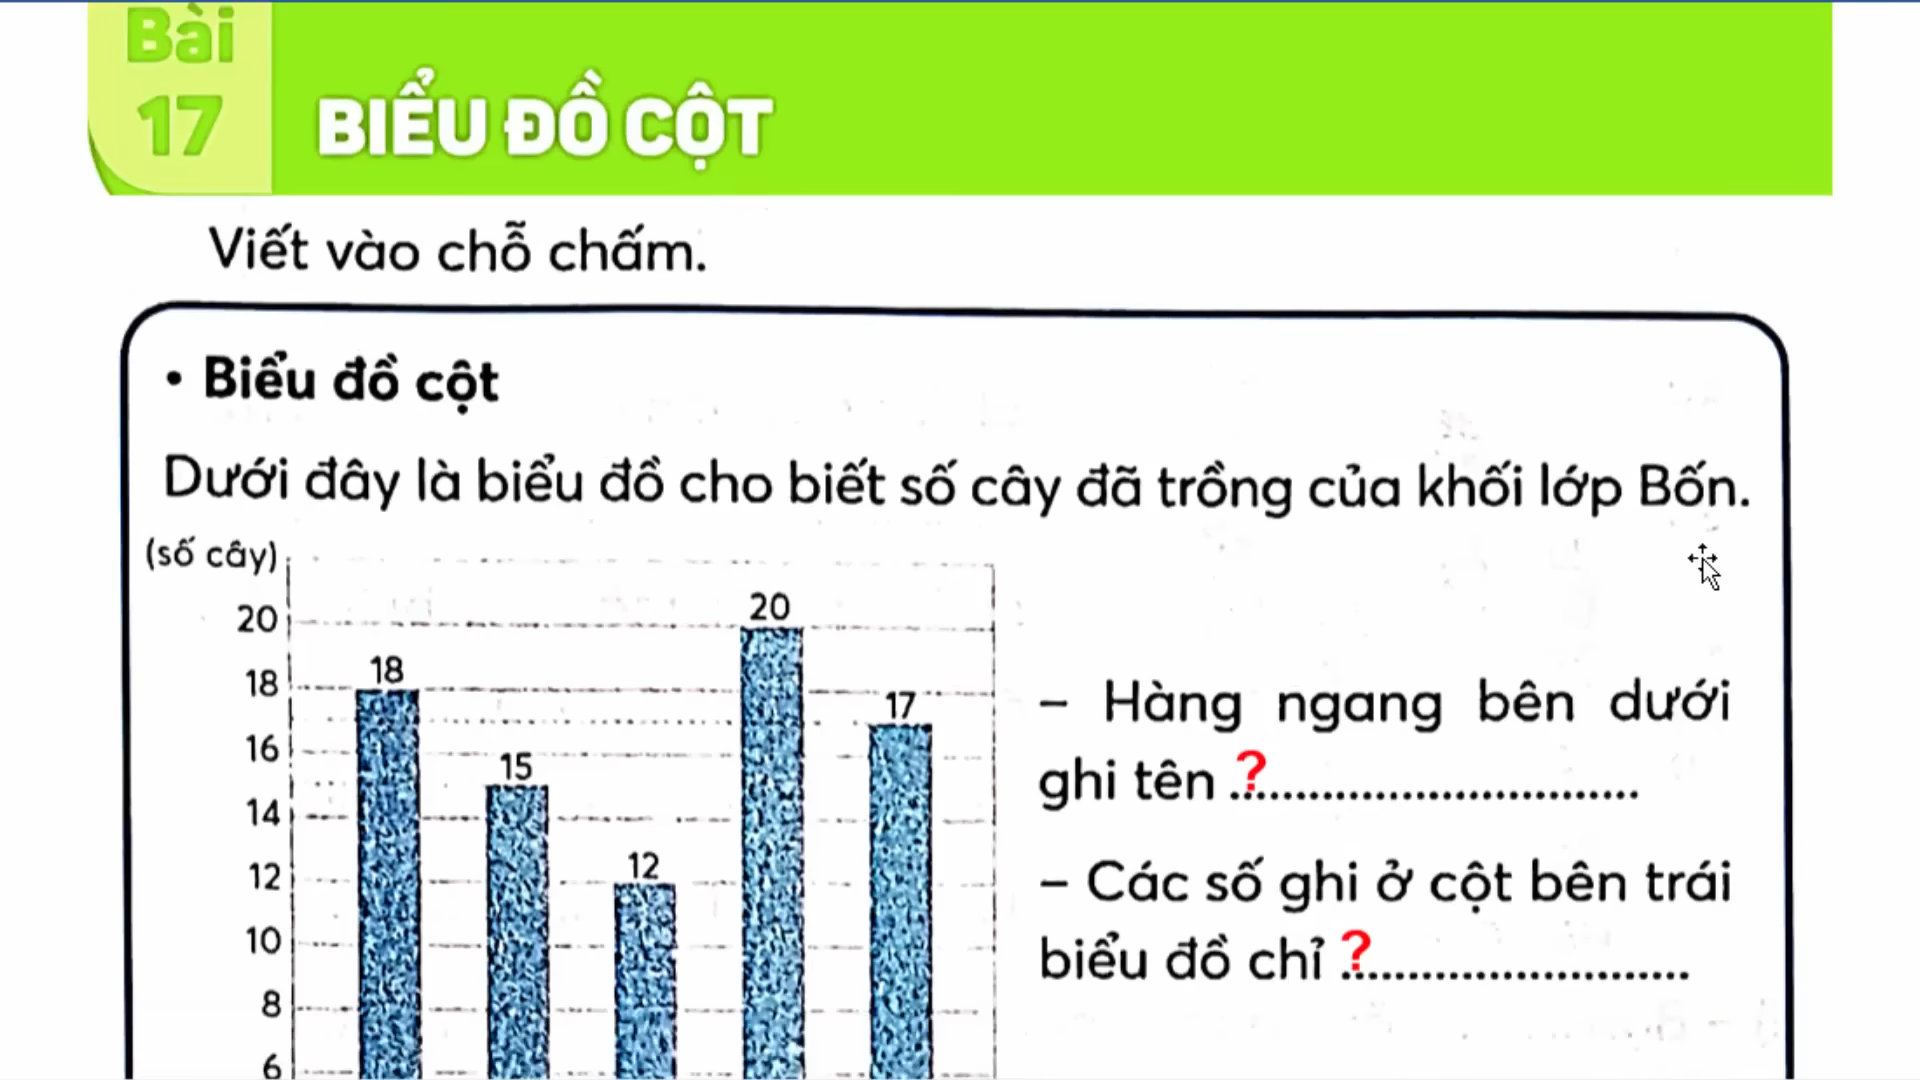 Bài
17
BIỂU ĐỒ CỘT
Viết vào chỗ chấm.
• Biểu đồ cột
Dưới đây là biểu đồ cho biết số cây đã trồng của khối lớp Bốn.
(số cây)
20
18
16
14
12
10
8
6
18
15
12
20
17
– Hàng ngang bên dưới
ghi tên ?................................
– Các số ghi ở cột bên trái
biểu đồ chỉ ?..........................